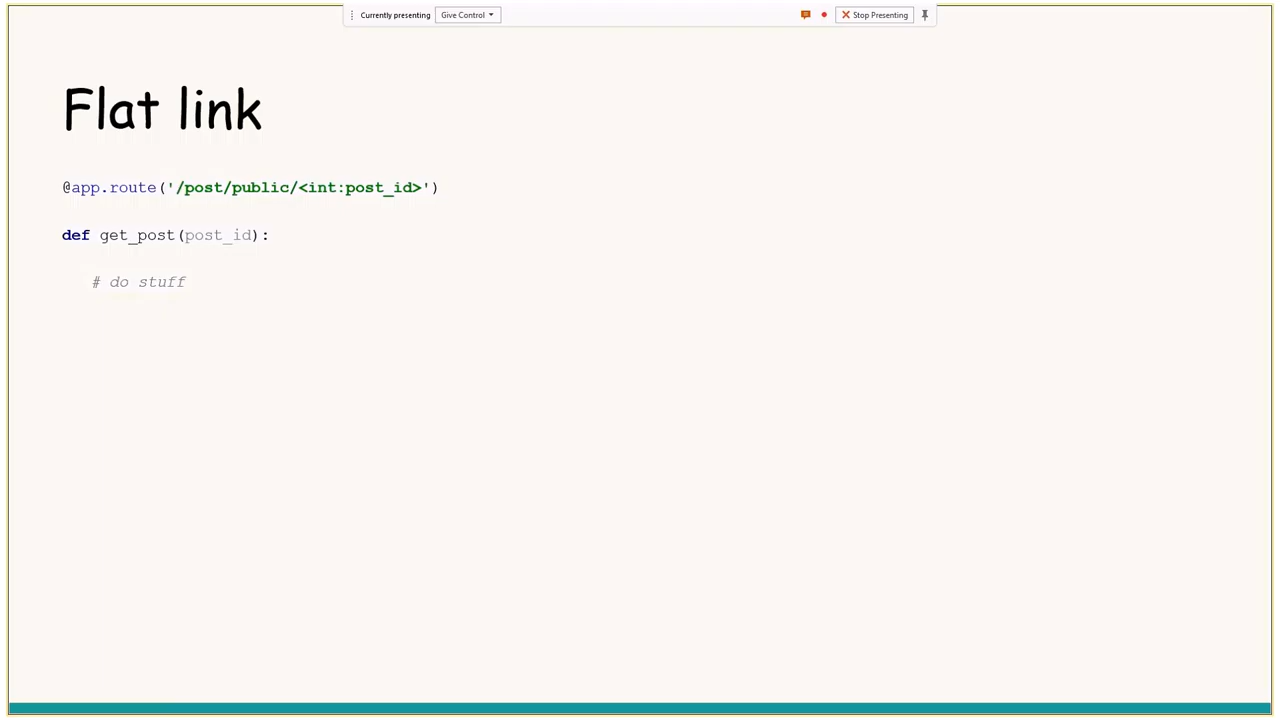 Currently presenting Give Control Stop Presenting
Flat link
@app.route('/post/public/<int:post_id>')
def get_post(post_id):
# do stuff